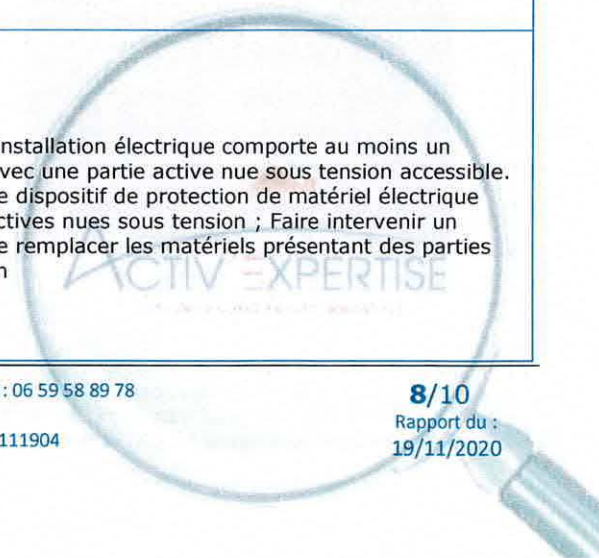 nstallation électrique comporte au moins un
vec une partie active nue sous tension accessible.
e dispositif de protection de matériel électrique
ctives nues sous tension ; Faire intervenir un
e remplacer les matériels présentant des parties
n
ACTIV EXPERTISE
: 06 59 58 89 78
8/10
Rapport du :
111904
19/11/2020